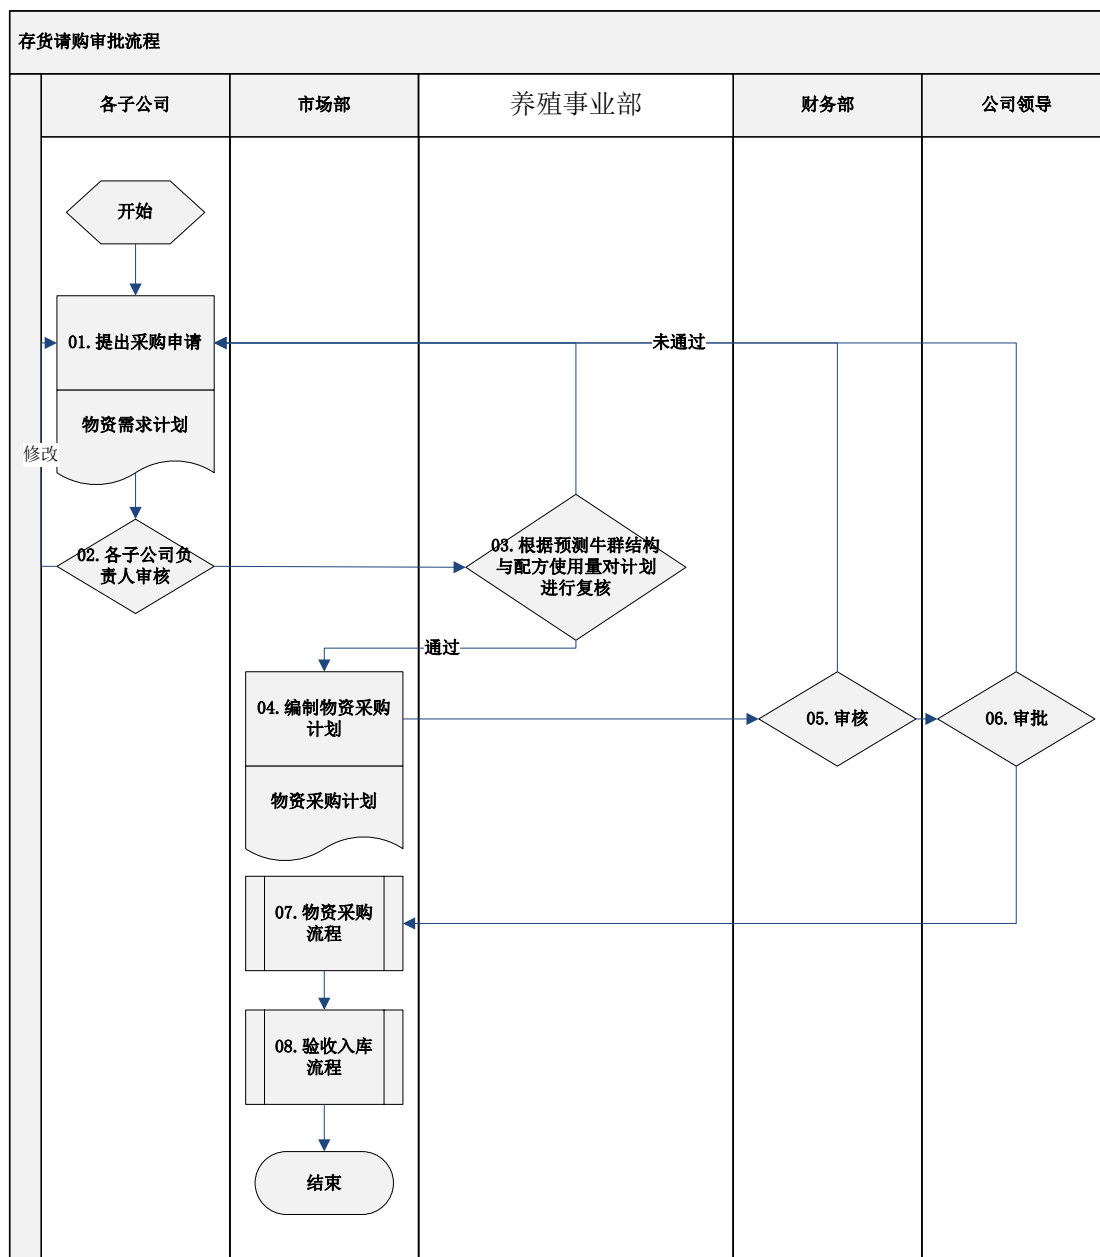 存货请购审批流程
各子公司
市场部
养殖事业部
财务部
公司领导
开始
01.提出采购申请
未通过
物资需求计划
修改
02.各子公司负
责人审核
03.根据预测牛群结构
与配方使用量对计划
进行复核
通过
04.编制物资采购
计划
05.审核
06.审批
物资采购计划
07.物资采购
流程
08.验收入库
流程
结束